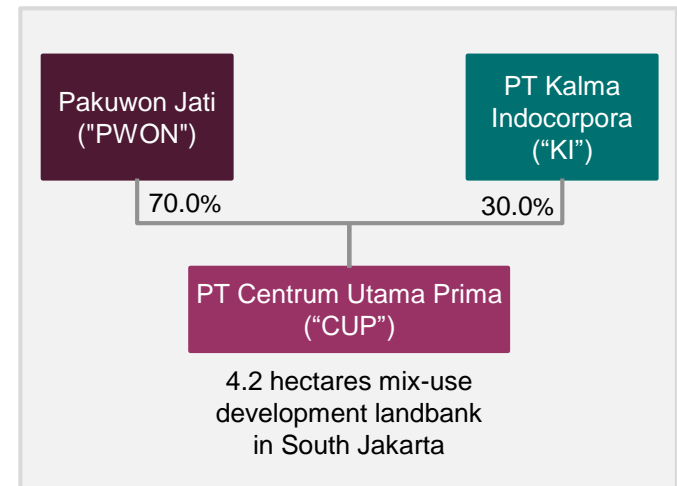 Pakuwon Jati
("PWON")
PT Kalma
Indocorpora
(“KI”)
70.0%
30.0%
PT Centrum Utama Prima
(“CUP”)
4.2 hectares mix-use
development landbank
in South Jakarta